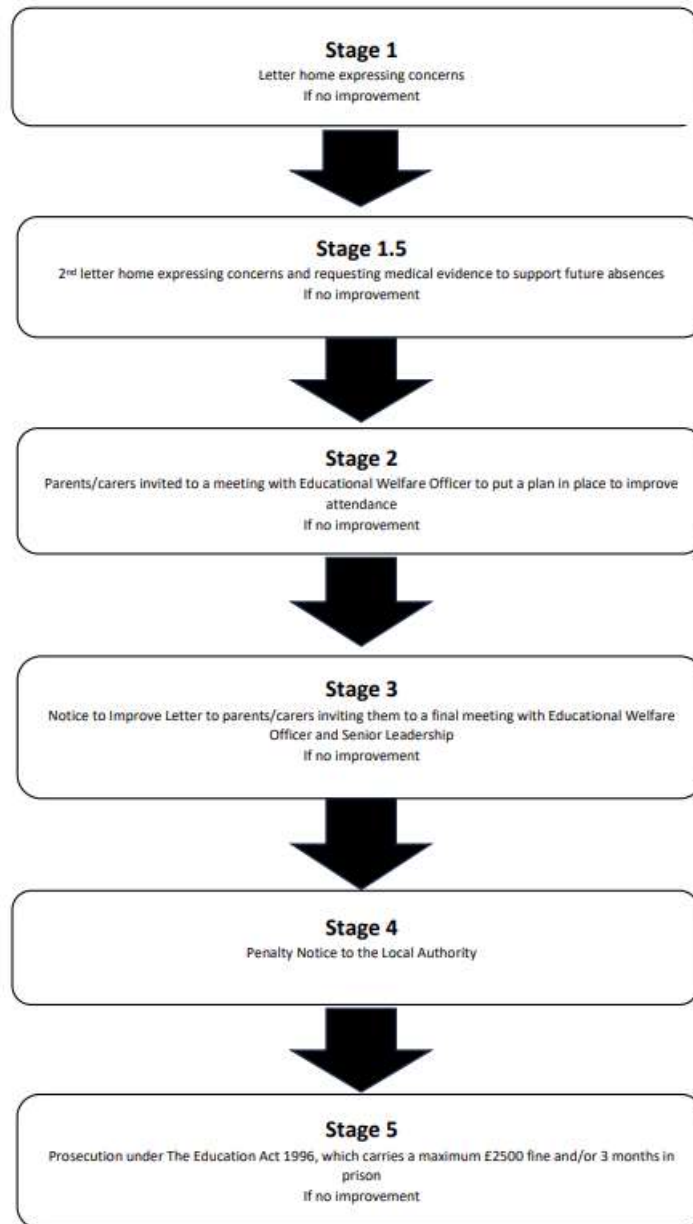 Stage 1
Letter home expressing concerns
If no improvement
Stage 1.5
2nd letter home expressing concerns and requesting medical evidence to support future absences
If no improvement
Stage 2
Parents/carers invited to a meeting with Educational Welfare Officer to put a plan in place to improve
attendance
If no improvement
Stage 3
Notice to Improve Letter to parents/carers inviting them to a final meeting with Educational Welfare
Officer and Senior Leadership
If no improvement
Stage 4
Penalty Notice to the Local Authority
Stage 5
Prosecution under The Education Act 1996, which carries a maximum £2500 fine and/or 3 months in
prison
If no improvement